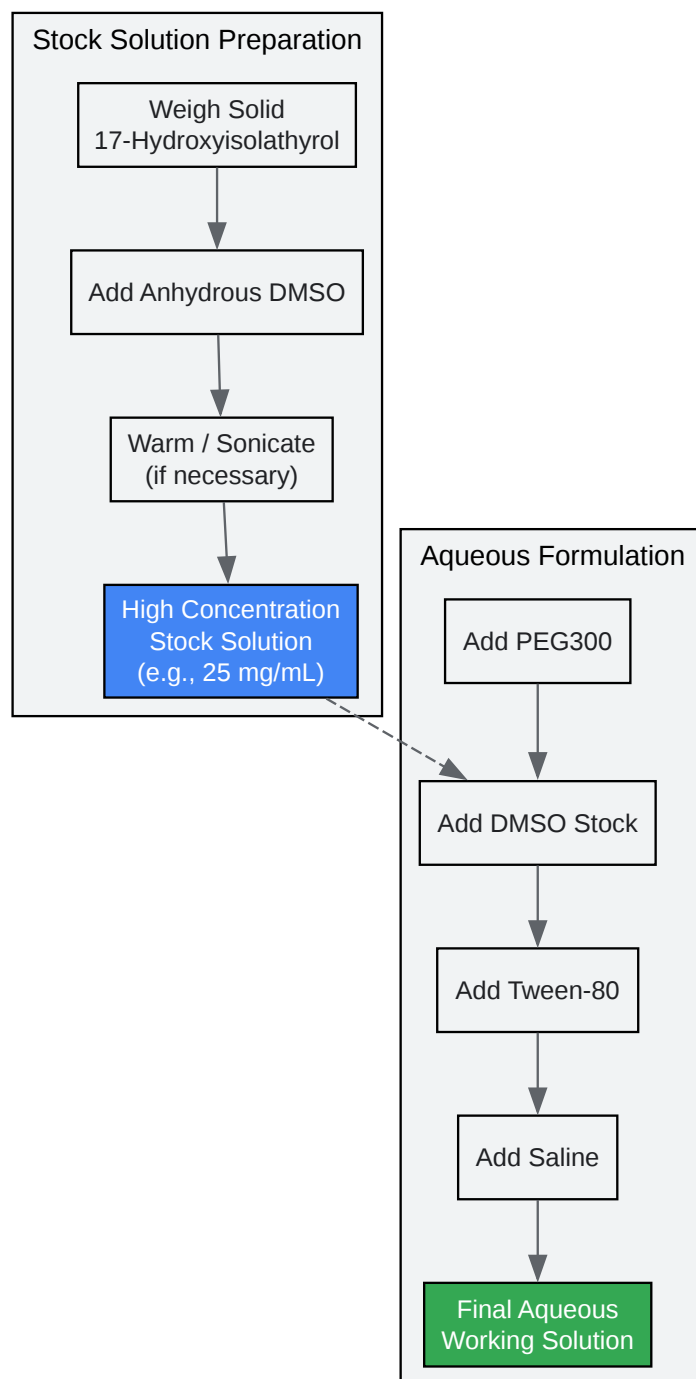 Stock Solution Preparation
Weigh Solid
17-Hydroxyisolathyrol
Add Anhydrous DMSO
Warm / Sonicate
(if necessary)
High Concentration
Stock Solution
(e.g., 25 mg/mL)
Aqueous Formulation
Add PEG300
Add DMSO Stock
Add Tween-80
Add Saline
Final Aqueous
Working Solution